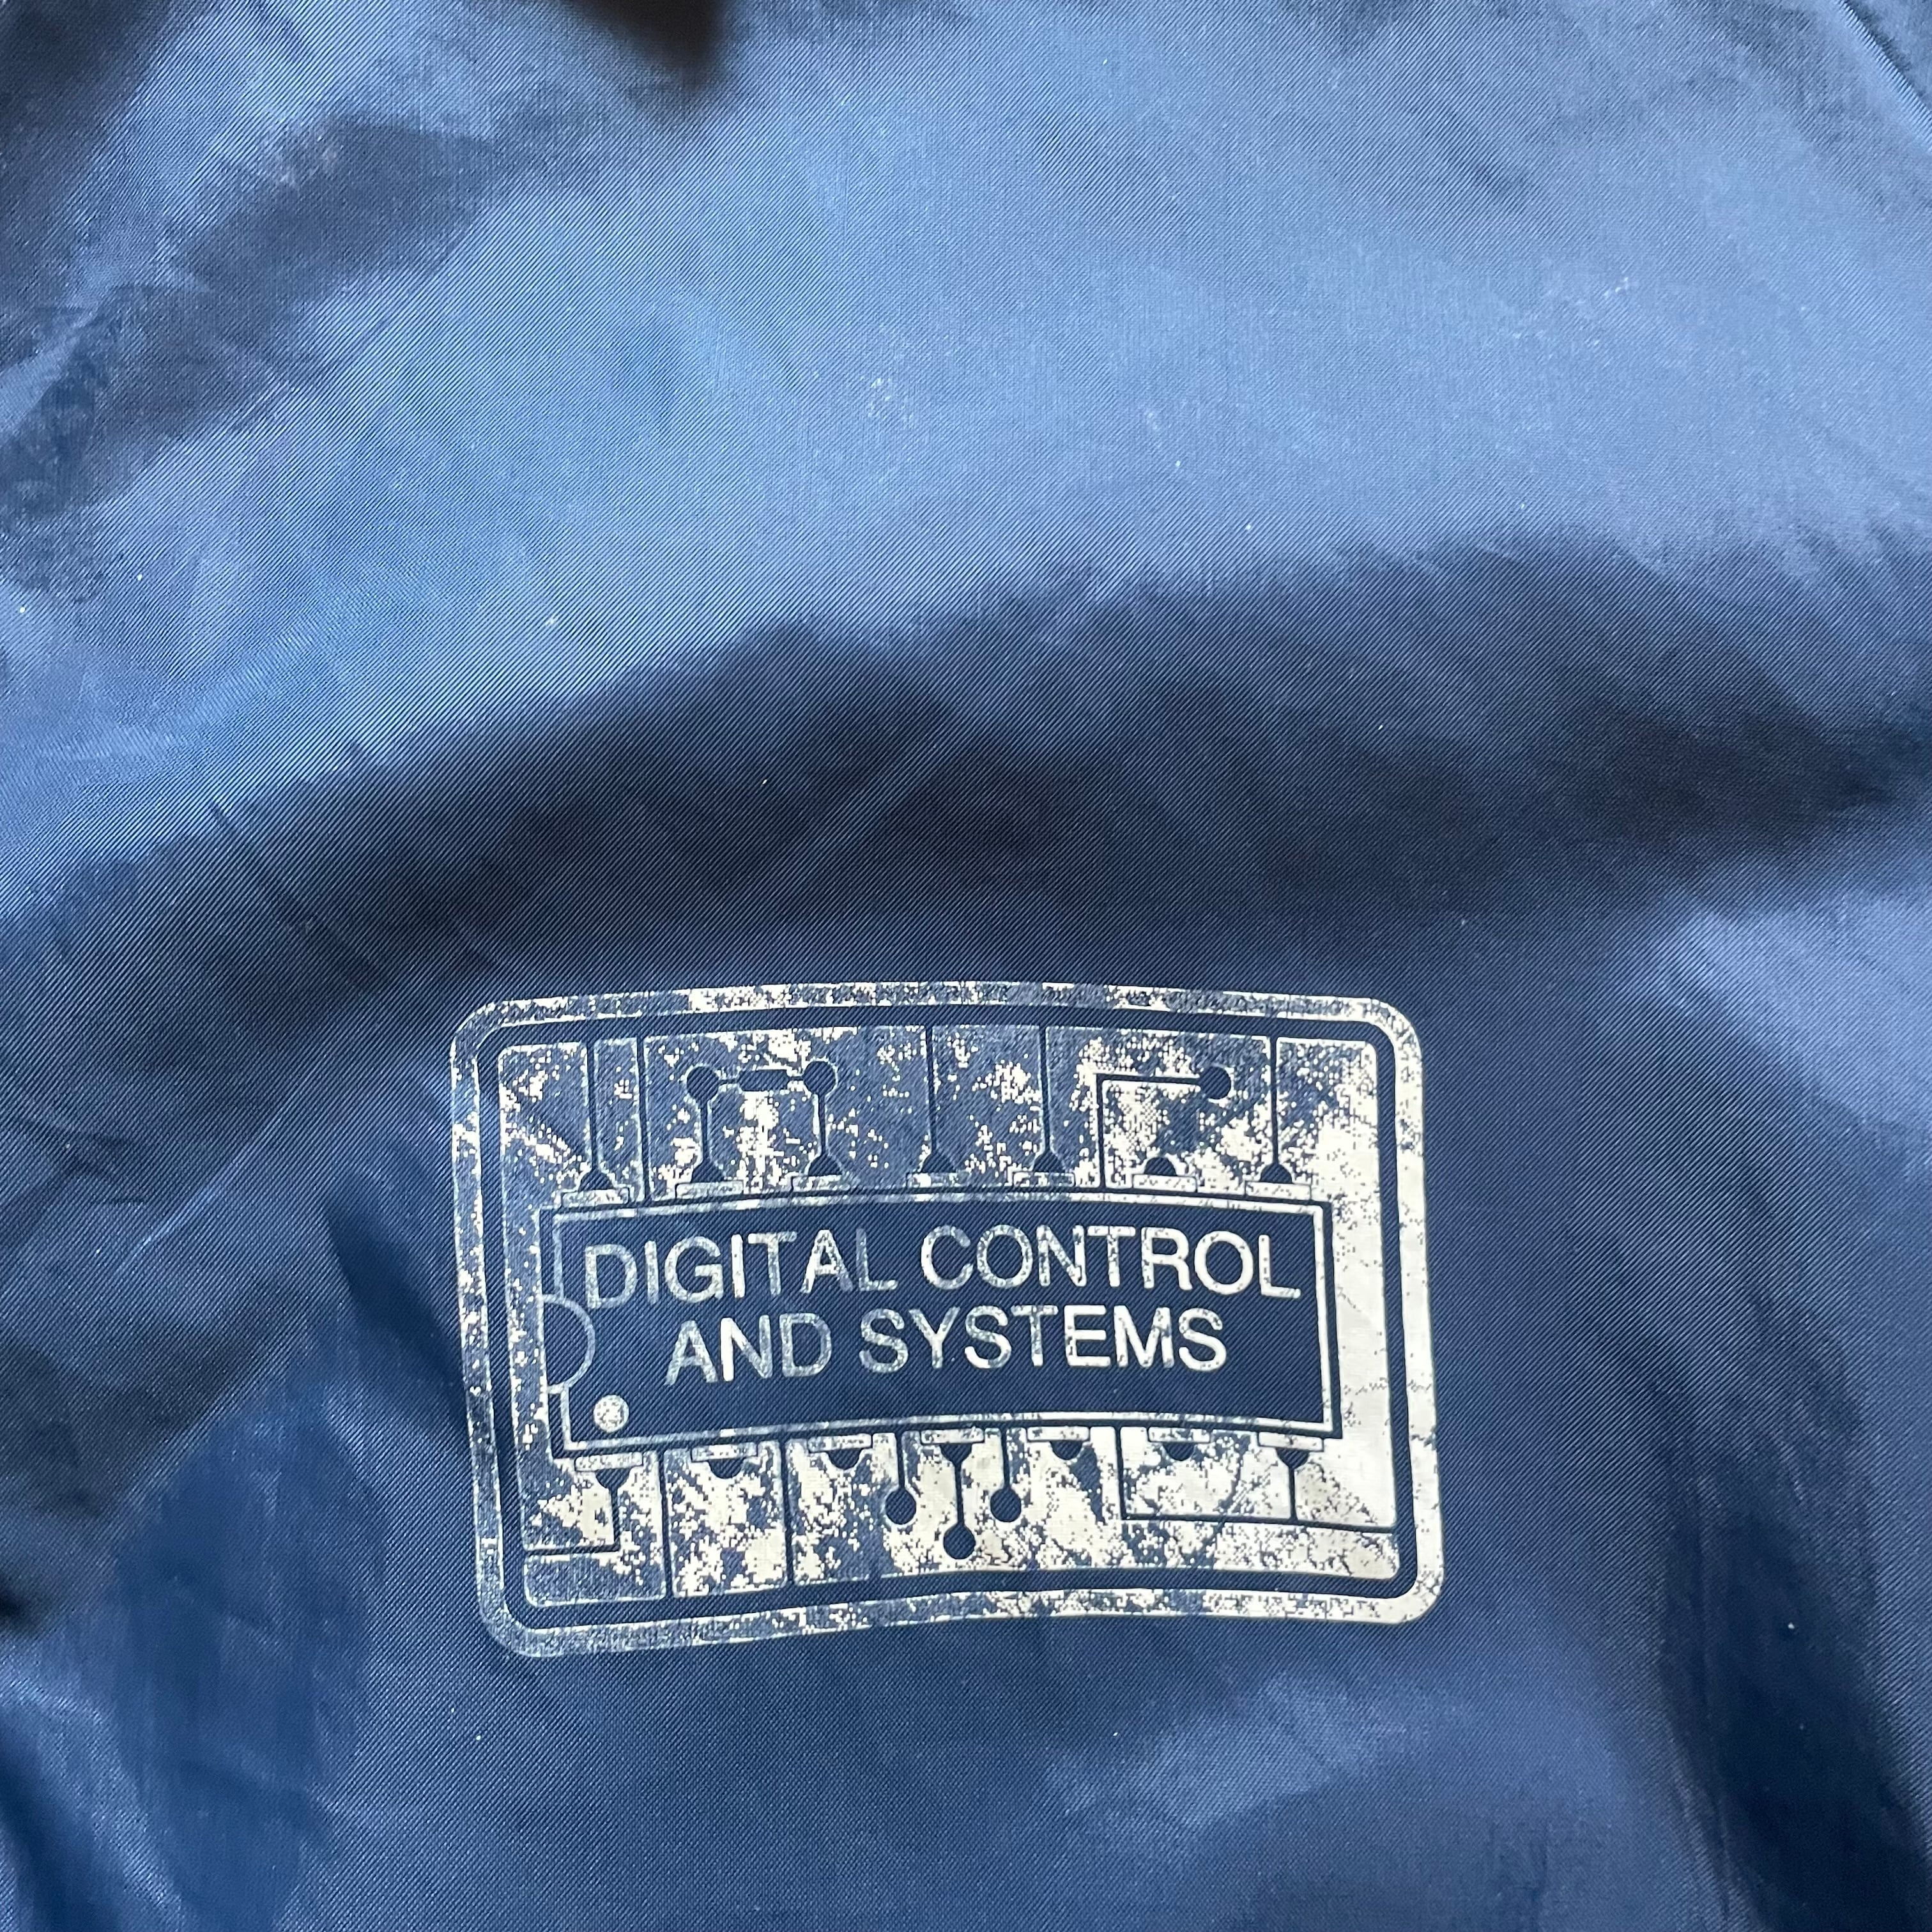 DIGITAL CONTROL
AND SYSTEMS